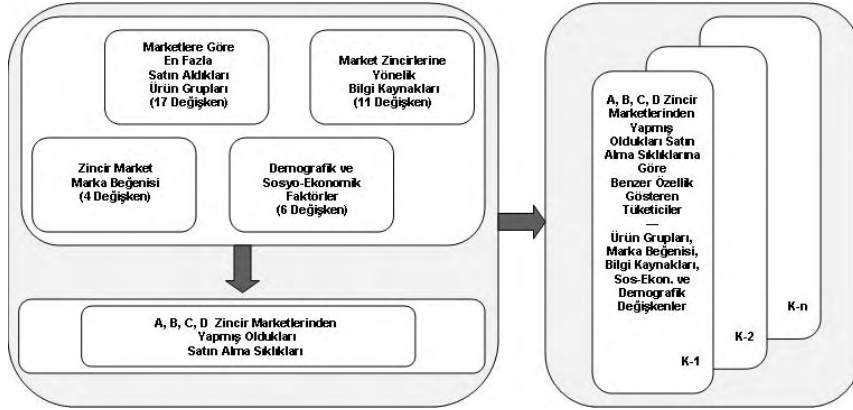 Marketlere Göre
En Fazla
Satın Aldıkları
Ürün Grupları
(17 Değişken)
Market Zincirlerine
Yönelik
Bilgi Kaynakları
(11 Değişken)
Zincir Market
Marka Beğenisi
(4 Değişken)
Demografik ve
Sosyo-Ekonomik
Faktörler
(6 Değişken)
A, B, C, D Zincir Marketlerinden
Yapmış Oldukları
Satın Alma Sıklıkları
A, B, C, D Zincir
Marketlerinden
Yapmış
Oldukları Satın
Alma Sıklıklarına
Göre
Benzer Özellik
Gösteren
Tüketiciler
—
Ürün Grupları,
Marka Beğenisi,
Bilgi Kaynakları,
Sos-Ekon. ve
Demografik
Değişkenler
K-1
K-2
K-n